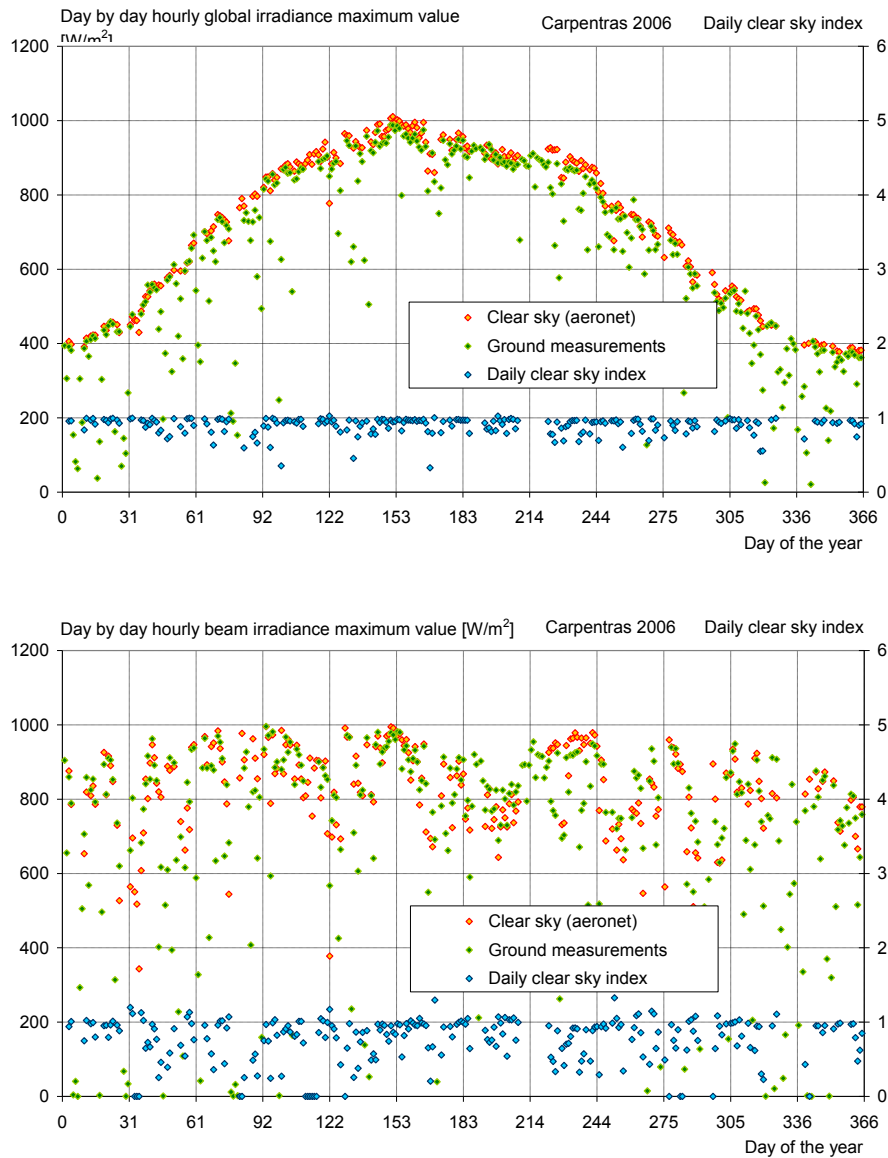 Day by day hourly global irradiance maximum value Carpentras 2006 Daily clear sky index
[W/m²]
1200 6
1000 5
800 4
600 3
400 2
200 1
0 0
Clear sky (aeronet)
Ground measurements
Daily clear sky index
0 31 61 92 122 153 183 214 244 275 305 336 366
Day of the year
Day by day hourly beam irradiance maximum value [W/m²] Carpentras 2006 Daily clear sky index
1200 6
1000 5
800 4
600 3
400 2
200 1
0 0
Clear sky (aeronet)
Ground measurements
Daily clear sky index
0 31 61 92 122 153 183 214 244 275 305 336 366
Day of the year